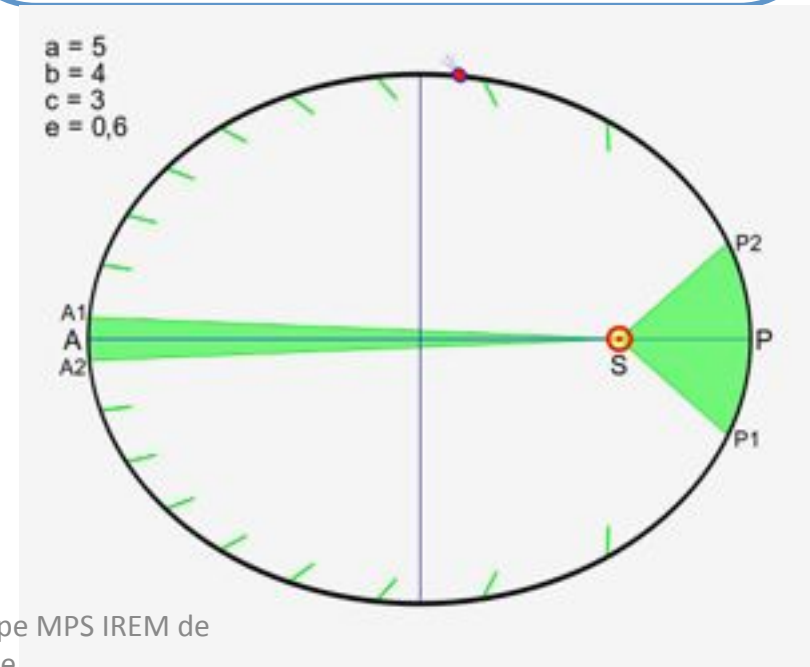 a = 5
b = 4
c = 3
e = 0,6
P2
A1
A
S
P
A2
P1
pe MPS IREM de
e